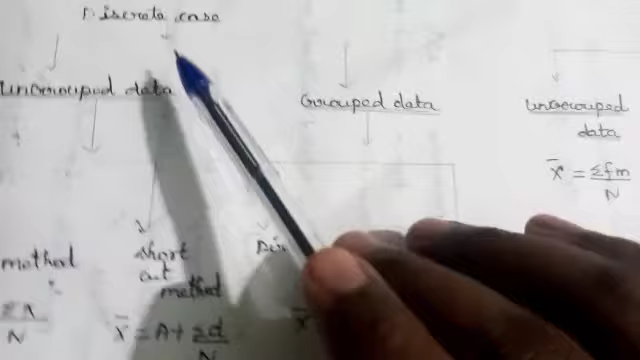 Discrete case
Ungrouped data
Grouped data
Ungrouped
data
x̄ = Σfm
N
method
short
cut
method
Σx
N
x̄ = A+ Σd
N
x̄